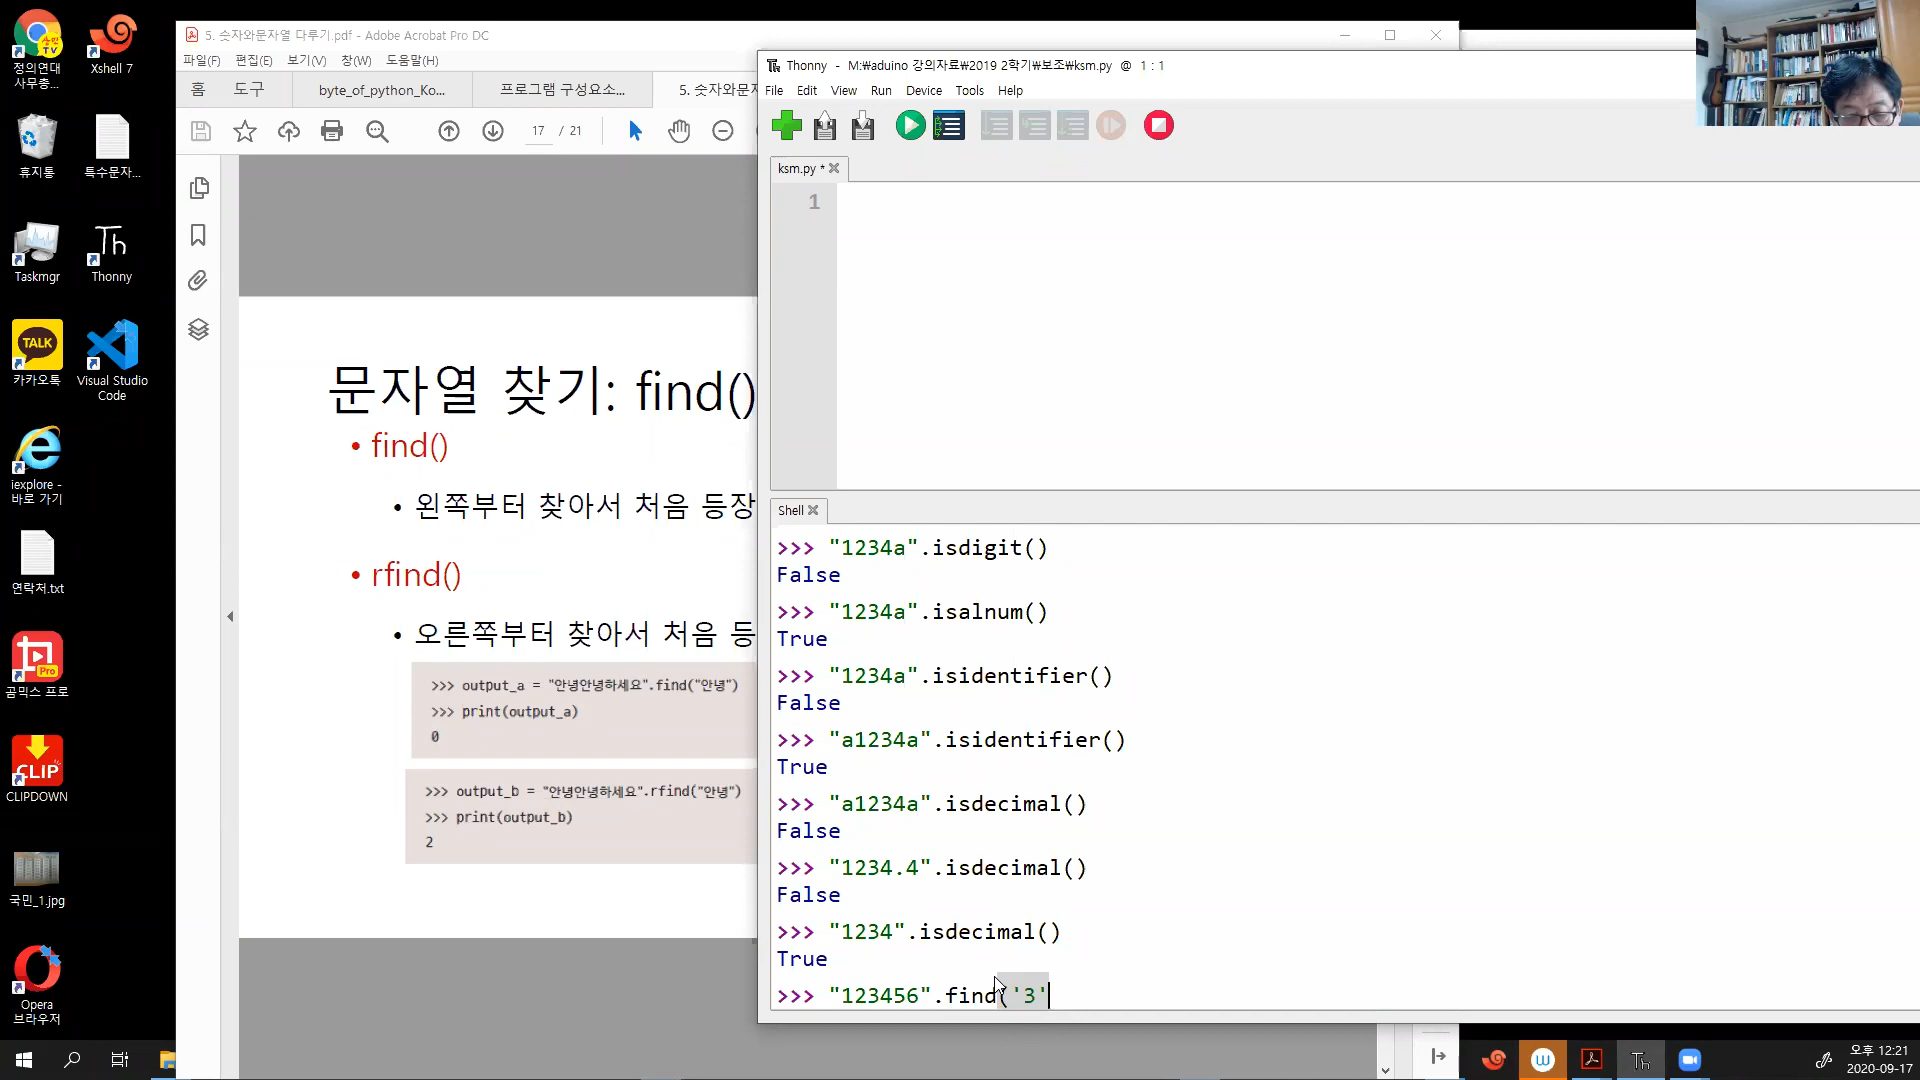 정의연대
사무총...
Xshell 7
휴지통
특수문자...
Taskmgr
Thonny
TALK
카카오톡
Visual Studio
Code
iexplore -
바로 가기
연락처.txt
Pro
곰믹스 프로
CLIP
CLIPDOWN
국민_1.jpg
Opera
브라우저
5. 숫자와문자열 다루기.pdf - Adobe Acrobat Pro DC
파일(F) 편집(E) 보기(V) 창(W) 도움말(H)
홈 도구 byte_of_python_Ko... 프로그램 구성요소... 5. 숫자와문자
17 / 21
문자열 찾기: find()
• find()
• 왼쪽부터 찾아서 처음 등장
• rfind()
• 오른쪽부터 찾아서 처음 등
>>> output_a = "안녕안녕하세요".find("안녕")
>>> print(output_a)
0
>>> output_b = "안녕안녕하세요".rfind("안녕")
>>> print(output_b)
2
Thonny - M:₩aduino 강의자료₩2019 2학기₩보조₩ksm.py @ 1 : 1
File Edit View Run Device Tools Help
ksm.py *
1
Shell
>>> "1234a".isdigit()
False
>>> "1234a".isalnum()
True
>>> "1234a".isidentifier()
False
>>> "a1234a".isidentifier()
True
>>> "a1234a".isdecimal()
False
>>> "1234.4".isdecimal()
False
>>> "1234".isdecimal()
True
>>> "123456".find('3'
오후 12:21
2020-09-17